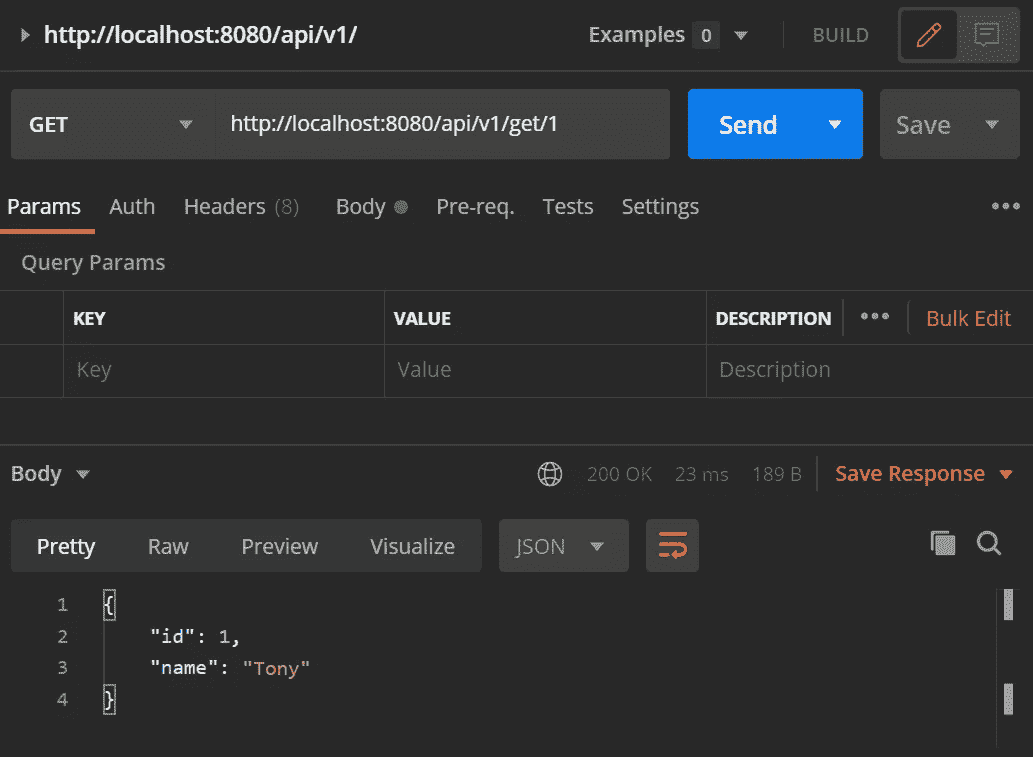 http://localhost:8080/api/v1/ Examples 0 BUILD
GET http://localhost:8080/api/v1/get/1 Send Save
Params Auth Headers (8) Body Pre-req. Tests Settings
Query Params
KEY VALUE DESCRIPTION Bulk Edit
Key Value Description
Body 200 OK 23 ms 189 B Save Response
Pretty Raw Preview Visualize JSON
1 {
2 "id": 1,
3 "name": "Tony"
4 }